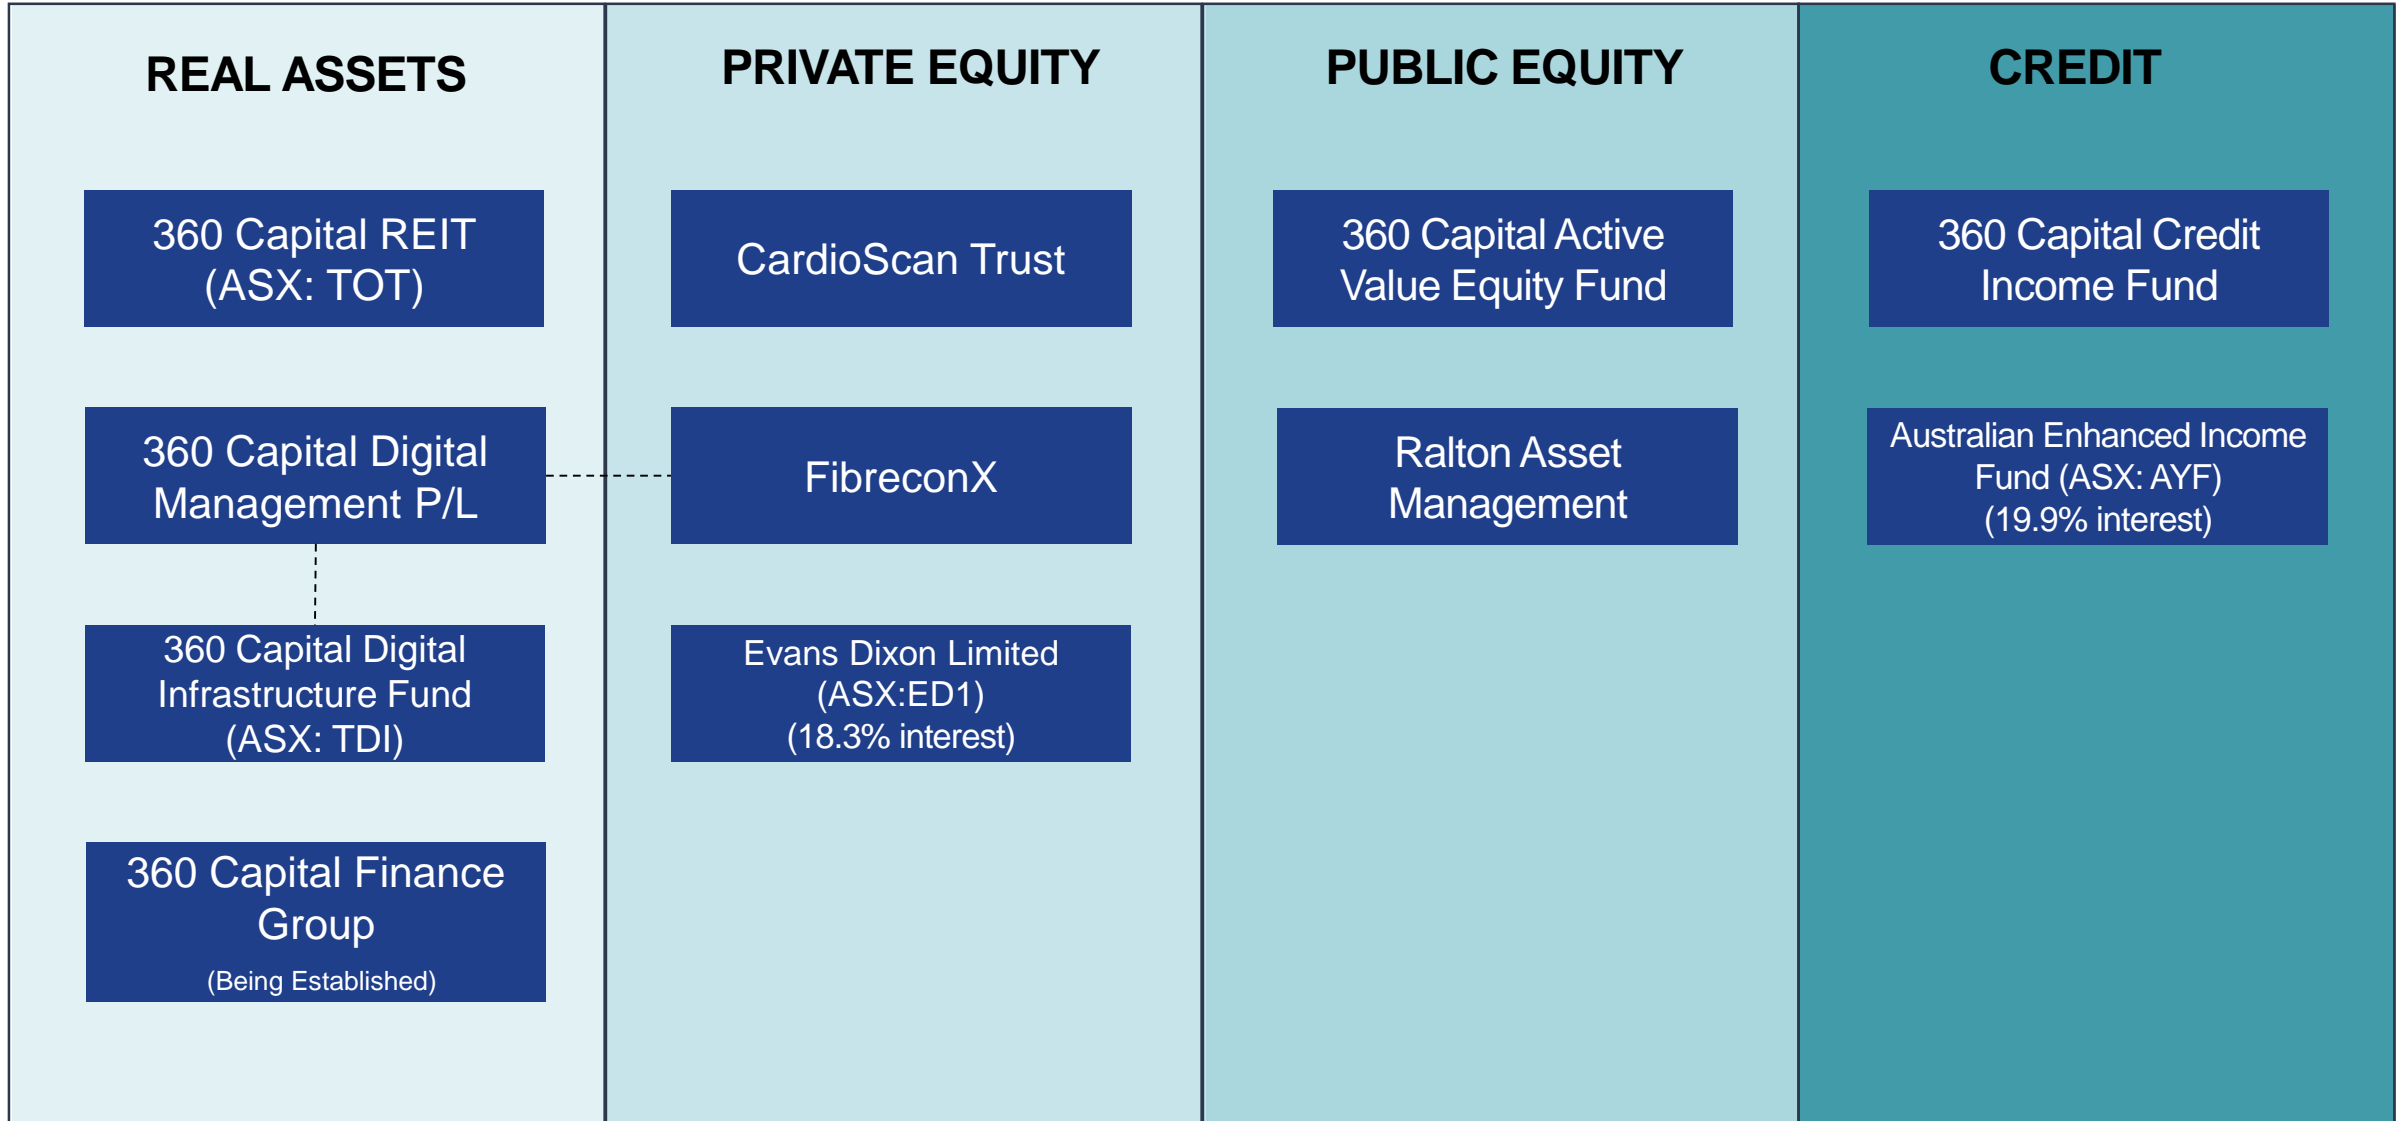 REAL ASSETS
360 Capital REIT
(ASX: TOT)
360 Capital Digital
Management P/L
360 Capital Digital
Infrastructure Fund
(ASX: TDI)
360 Capital Finance
Group
(Being Established)
PRIVATE EQUITY
CardioScan Trust
FibreconX
Evans Dixon Limited
(ASX:ED1)
(18.3% interest)
PUBLIC EQUITY
360 Capital Active
Value Equity Fund
Ralton Asset
Management
CREDIT
360 Capital Credit
Income Fund
Australian Enhanced Income
Fund (ASX: AYF)
(19.9% interest)